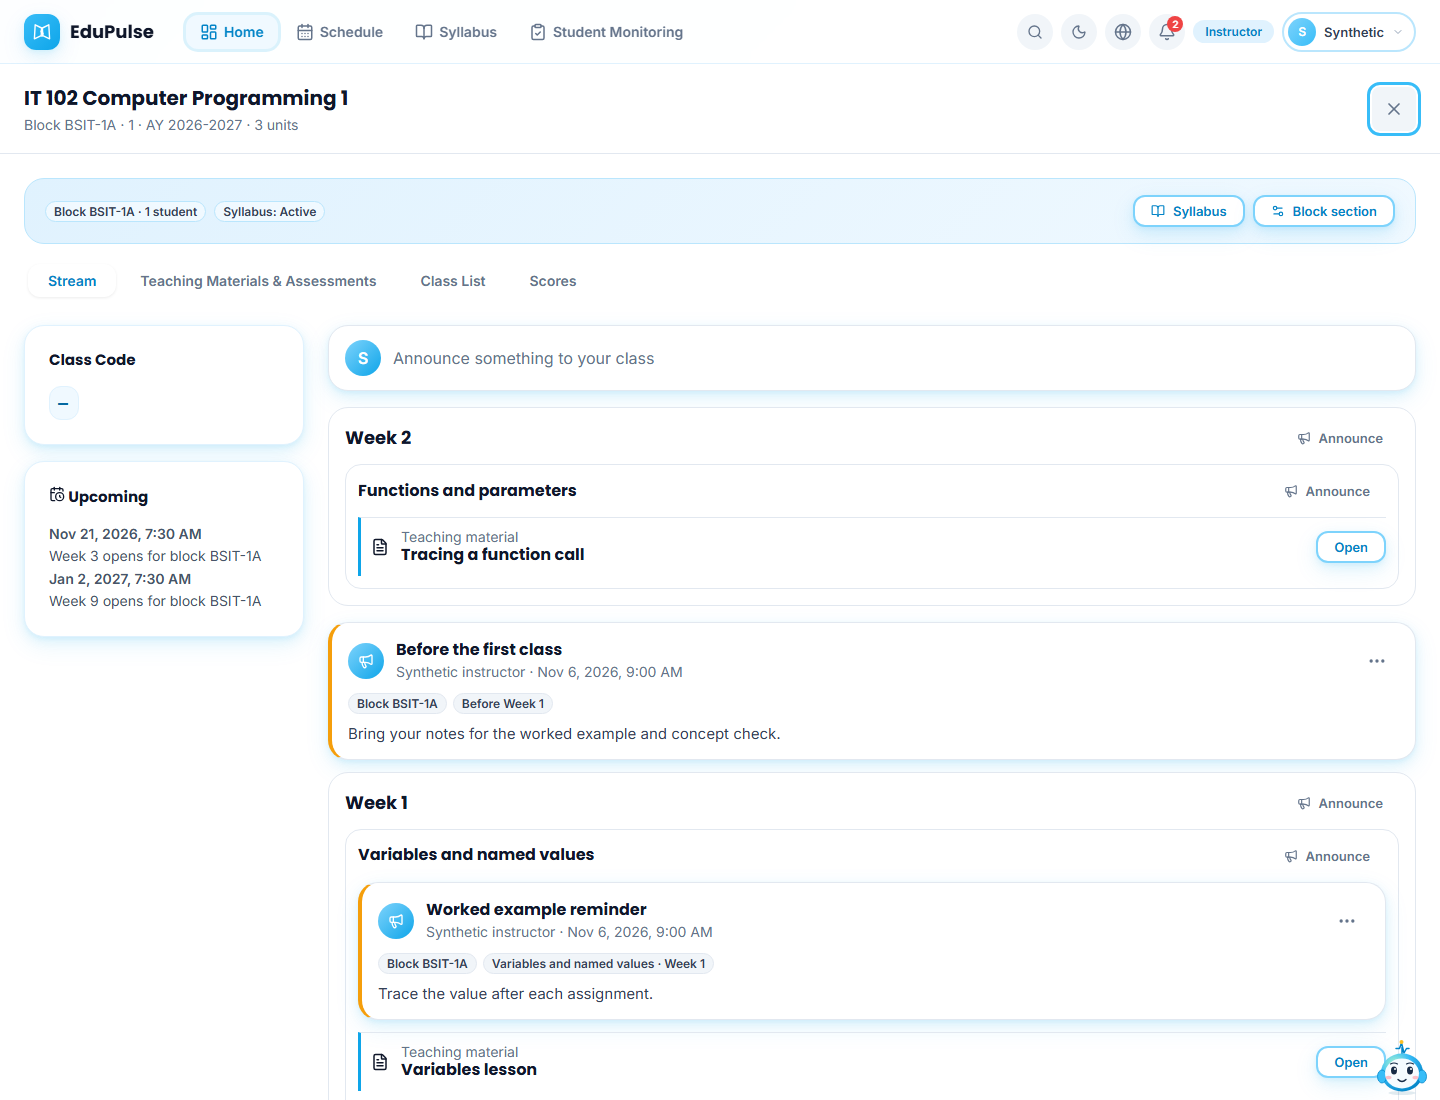 EduPulse
Home
Schedule
Syllabus
Student Monitoring
2
Instructor
S
Synthetic
IT 102 Computer Programming 1
Block BSIT-1A · 1 · AY 2026-2027 · 3 units
Block BSIT-1A · 1 student
Syllabus: Active
Syllabus
Block section
Stream
Teaching Materials & Assessments
Class List
Scores
Class Code
–
Upcoming
Nov 21, 2026, 7:30 AM
Week 3 opens for block BSIT-1A
Jan 2, 2027, 7:30 AM
Week 9 opens for block BSIT-1A
S
Announce something to your class
Week 2
Announce
Functions and parameters
Announce
Teaching material
Tracing a function call
Open
Before the first class
Synthetic instructor · Nov 6, 2026, 9:00 AM
Block BSIT-1A
Before Week 1
Bring your notes for the worked example and concept check.
Week 1
Announce
Variables and named values
Announce
Worked example reminder
Synthetic instructor · Nov 6, 2026, 9:00 AM
Block BSIT-1A
Variables and named values · Week 1
Trace the value after each assignment.
Teaching material
Variables lesson
Open